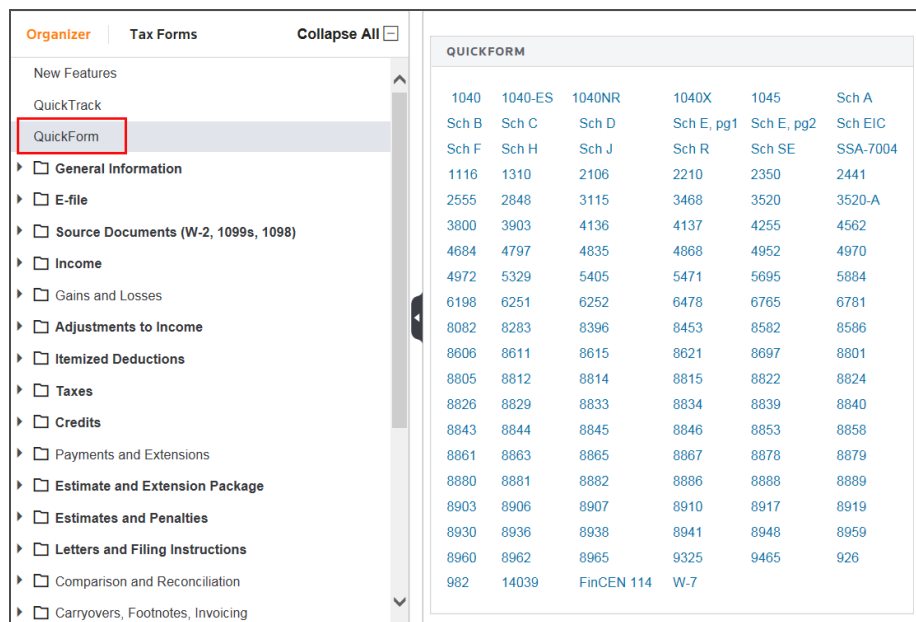 Organizer Tax Forms Collapse All
New Features
QuickTrack
QuickForm
General Information
E-file
Source Documents (W-2, 1099s, 1098)
Income
Gains and Losses
Adjustments to Income
Itemized Deductions
Taxes
Credits
Payments and Extensions
Estimate and Extension Package
Estimates and Penalties
Letters and Filing Instructions
Comparison and Reconciliation
Carryovers, Footnotes, Invoicing
QUICKFORM
1040 1040-ES 1040NR 1040X 1045 Sch A
Sch B Sch C Sch D Sch E, pg1 Sch E, pg2 Sch EIC
Sch F Sch H Sch J Sch R Sch SE SSA-7004
1116 1310 2106 2210 2350 2441
2555 2848 3115 3468 3520 3520-A
3800 3903 4136 4137 4255 4562
4684 4797 4835 4868 4952 4970
4972 5329 5405 5471 5695 5884
6198 6251 6252 6478 6765 6781
8082 8283 8396 8453 8582 8586
8606 8611 8615 8621 8697 8801
8805 8812 8814 8815 8822 8824
8826 8829 8833 8834 8839 8840
8843 8844 8845 8846 8853 8858
8861 8863 8865 8867 8878 8879
8880 8881 8882 8886 8888 8889
8903 8906 8907 8910 8917 8919
8930 8936 8938 8941 8948 8959
8960 8962 8965 9325 9465 926
982 14039 FinCEN 114 W-7